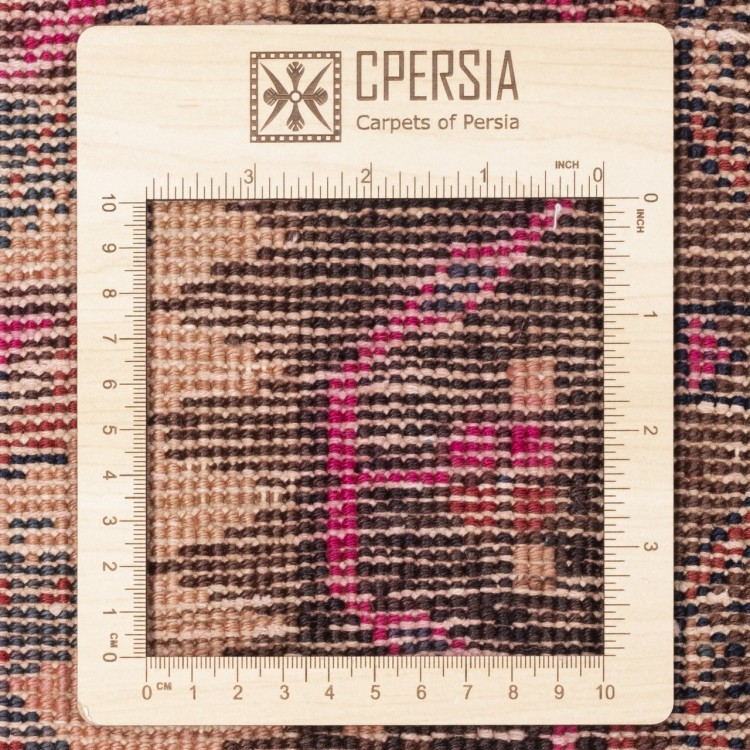 CPERSIA
Carpets of Persia
INCH
3 2 1 0
10 9 8 7 6 5 4 3 2 1 CM 0
0 INCH 1 2 3
0 CM 1 2 3 4 5 6 7 8 9 10